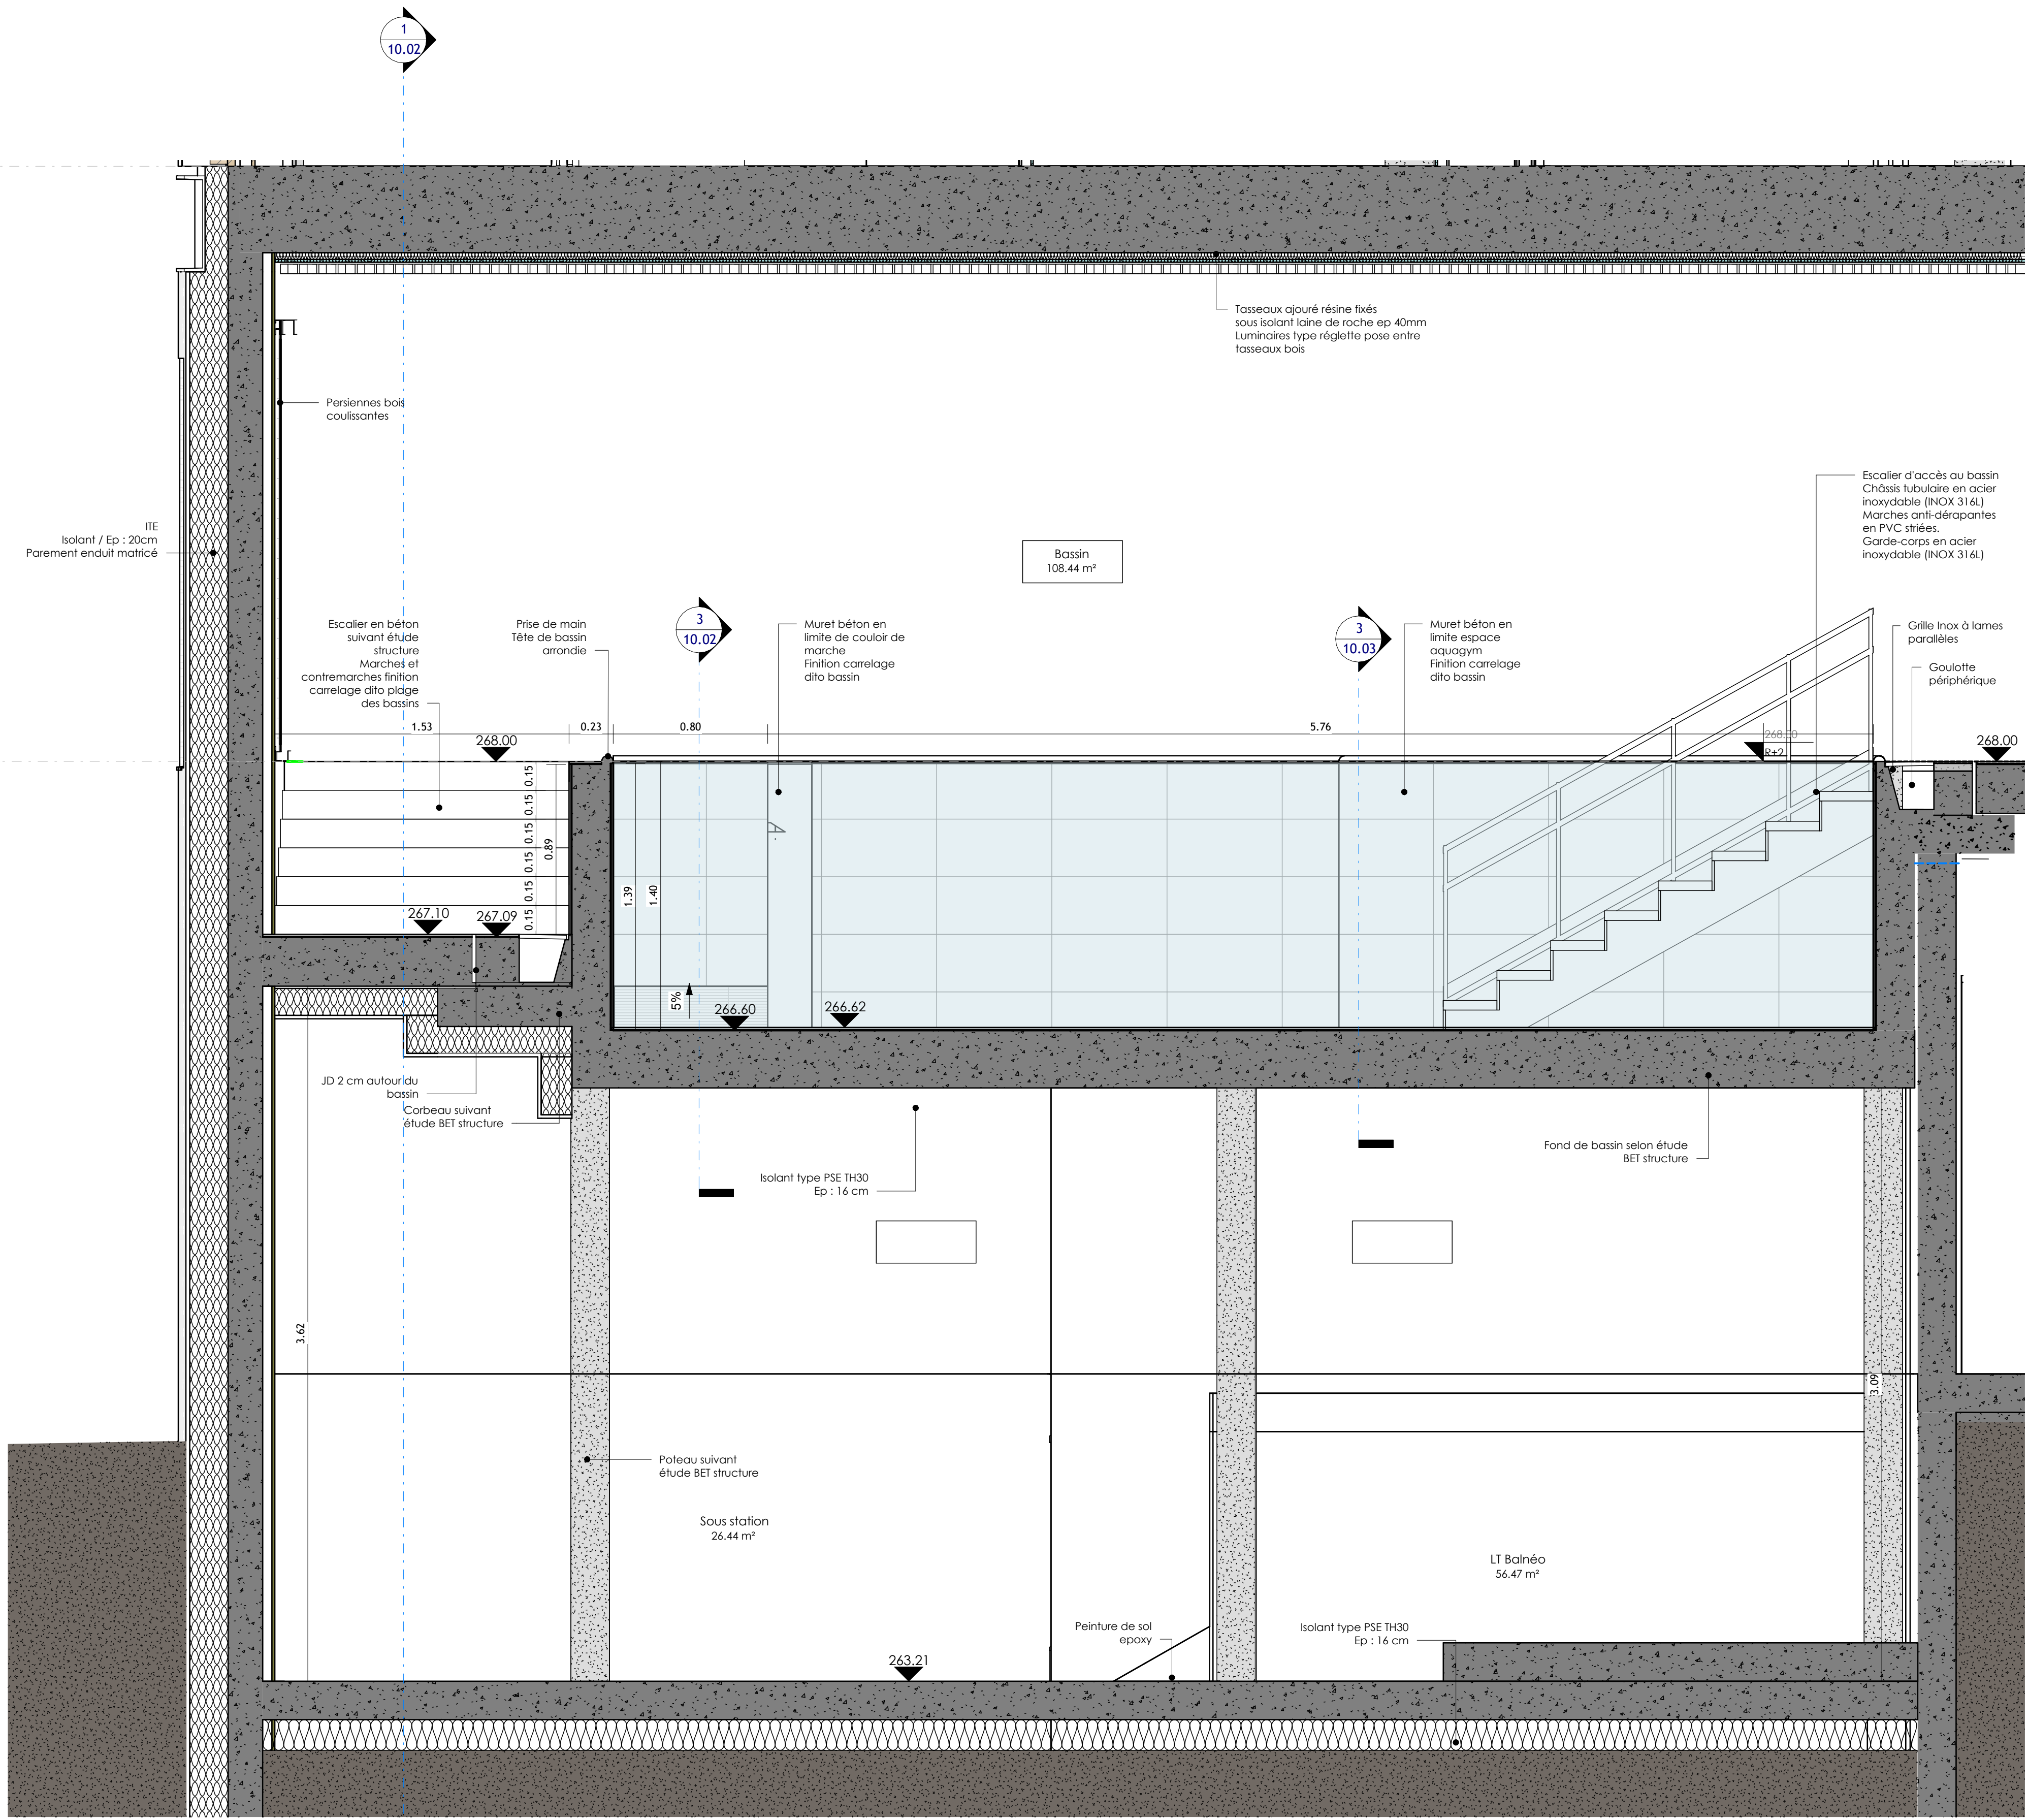 1
10.02
Tasseaux ajouré résine fixés
sous isolant laine de roche ep 40mm
Luminaires type réglette pose entre
tasseaux bois
Persiennes bois
coulissantes
ITE
Isolant / Ep : 20cm
Parement enduit matricé
Escalier d'accès au bassin
Châssis tubulaire en acier
inoxydable (INOX 316L)
Marches anti-dérapantes
en PVC striées.
Garde-corps en acier
inoxydable (INOX 316L)
Bassin
108.44 m²
Escalier en béton
suivant étude
structure
Marches et
contremarches finition
carrelage dito plage
des bassins
Prise de main
Tête de bassin
arrondie
3
10.02
Muret béton en
limite de couloir de
marche
Finition carrelage
dito bassin
3
10.03
Muret béton en
limite espace
aquagym
Finition carrelage
dito bassin
Grille Inox à lames
parallèles
Goulotte
périphérique
1.53
0.23
0.80
5.76
268.00
268.00
R+2
268.00
0.15
0.15
0.15
0.15
0.15
0.15
0.89
1.39
1.40
A
267.10
267.09
5%
266.60
266.62
JD 2 cm autour du
bassin
Corbeau suivant
étude BET structure
Isolant type PSE TH30
Ep : 16 cm
Fond de bassin selon étude
BET structure
3.62
3.09
Poteau suivant
étude BET structure
Sous station
26.44 m²
LT Balnéo
56.47 m²
Peinture de sol
epoxy
Isolant type PSE TH30
Ep : 16 cm
263.21